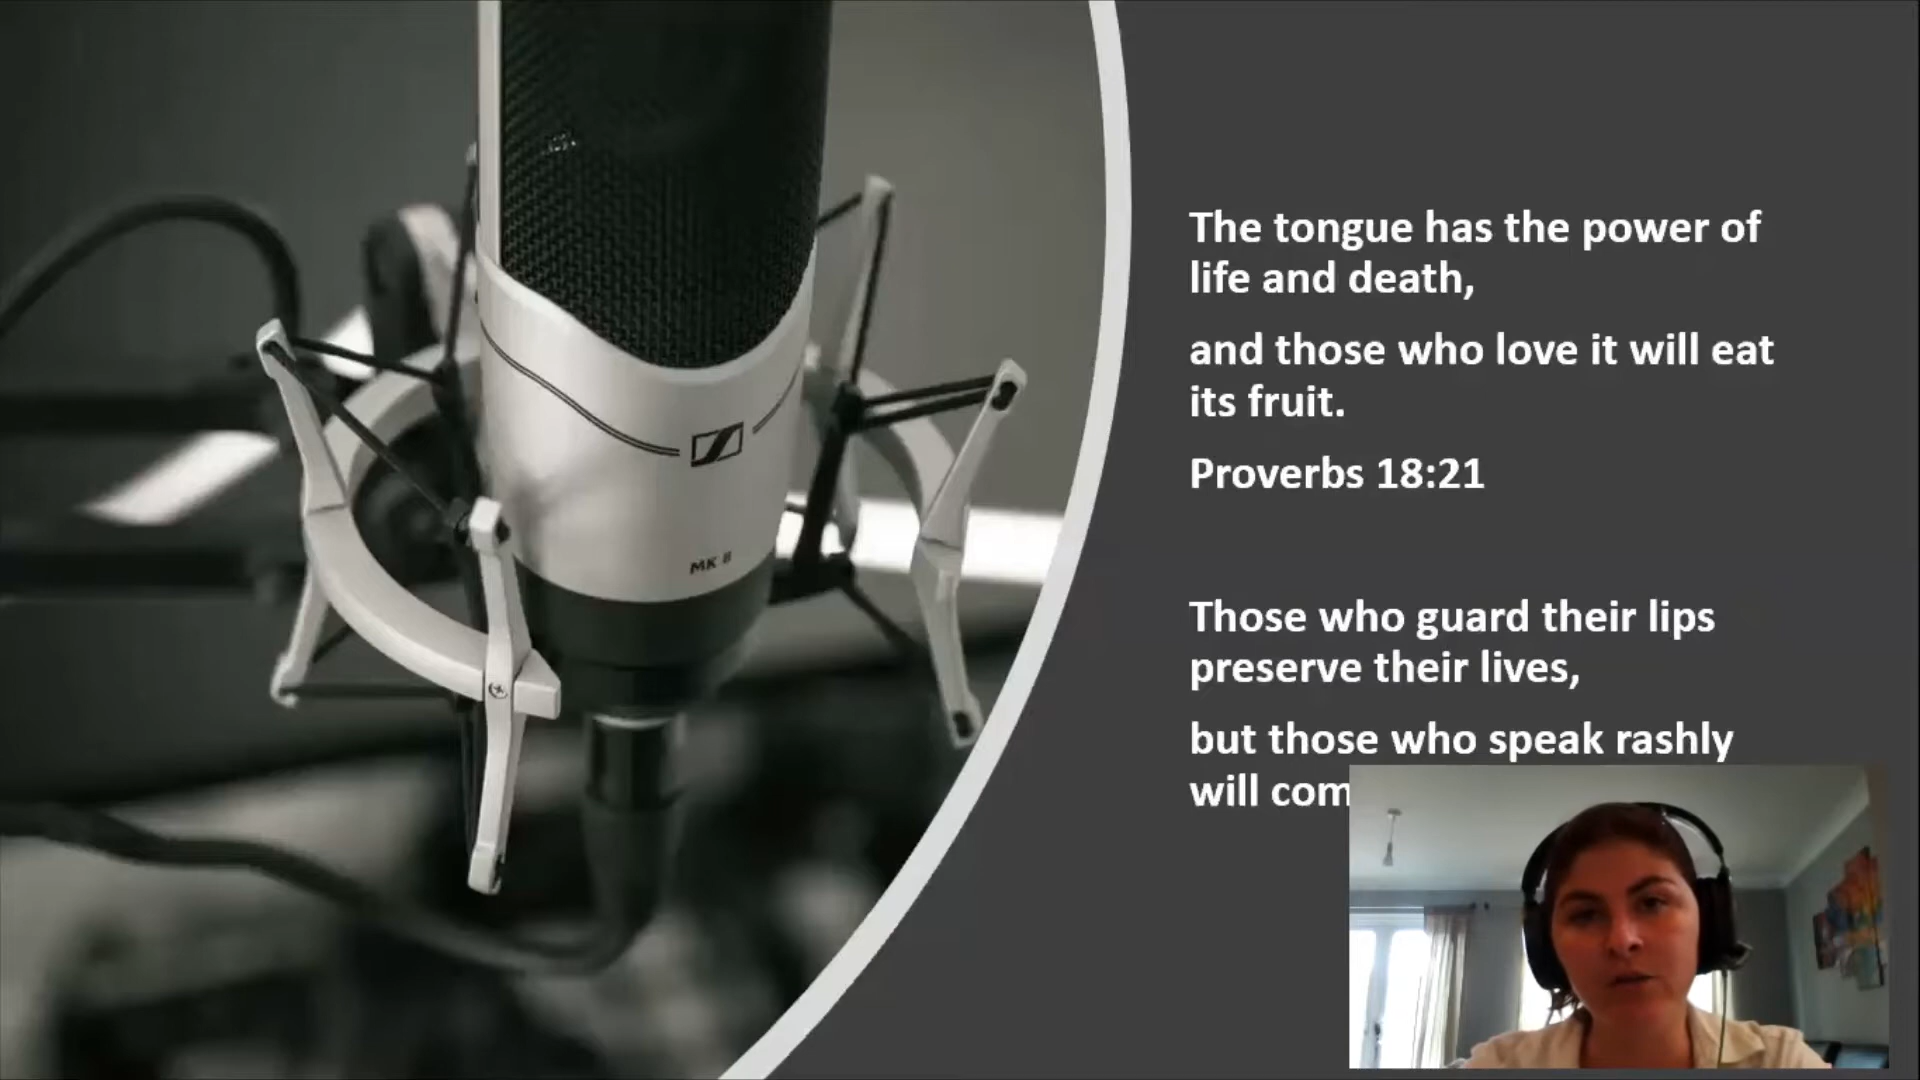 The tongue has the power of
life and death,
and those who love it will eat
its fruit.
Proverbs 18:21
Those who guard their lips
preserve their lives,
but those who speak rashly
will com
MK 8